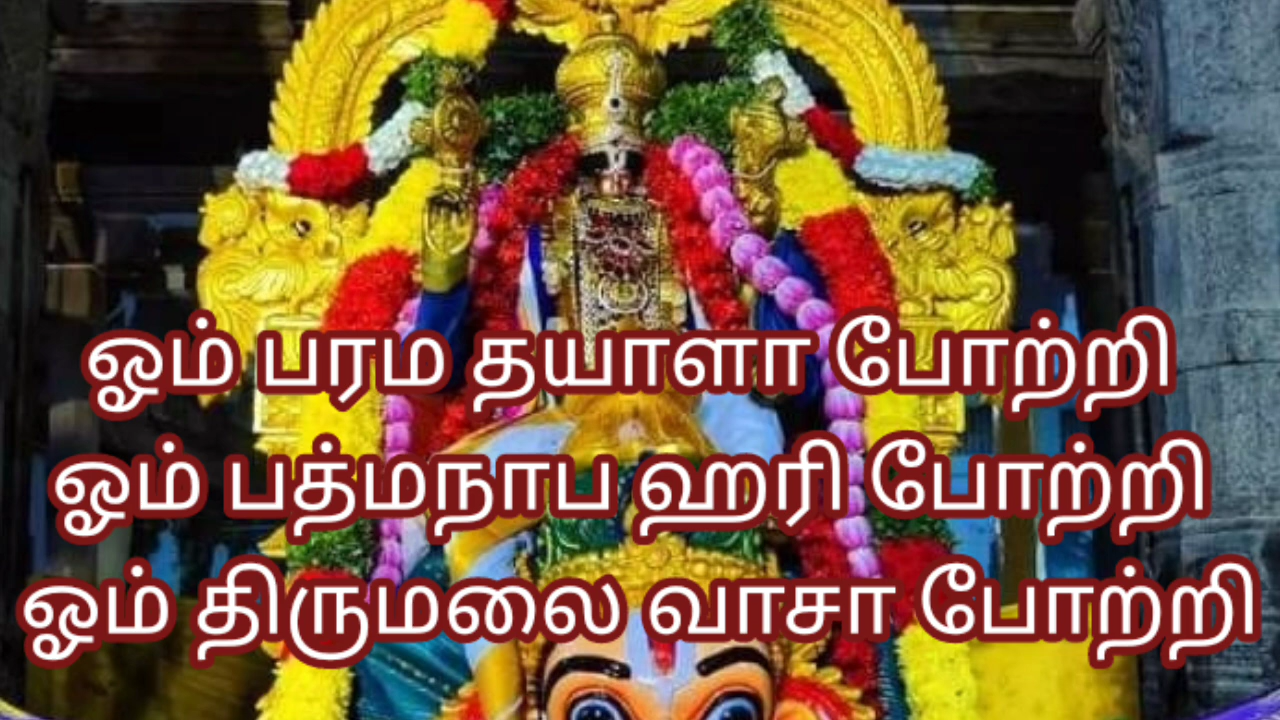 ஓம் பரம தயாளா போற்றி
ஓம் பத்மநாப ஹரி போற்றி
ஓம் திருமலை வாசா போற்றி